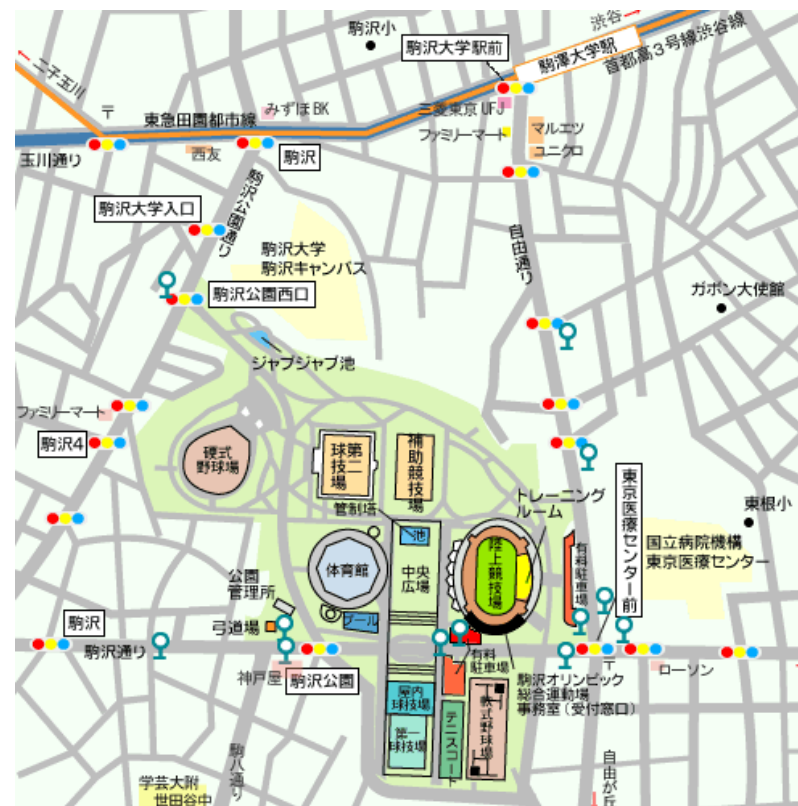 渋谷
駒沢小
駒沢大学駅前
駒澤大学駅
首都高3号線渋谷線
二子玉川
〒
みずほBK
東急田園都市線
三菱東京UFJ
ファミリーマート
マルエツ
ユニクロ
玉川通り
西友
駒沢
駒沢公園通り
駒沢大学入口
自由通り
駒沢大学
駒沢キャンパス
駒沢公園西口
ガボン大使館
ジャブジャブ池
ファミリーマート
駒沢4
硬式
野球場
第二
球技場
補助競技場
トレーニング
ルーム
東京医療センター前
管制塔
池
東根小
体育館
中央
広場
陸上競技場
有料
駐車場
国立病院機構
東京医療センター
公園
管理所
弓道場
プール
駒沢
駒沢通り
神戸屋
駒沢公園
有料
駐車場
〒
ローソン
駒沢オリンピック
総合運動場
事務室(受付窓口)
屋内
球技場
第一
球技場
テニスコート
軟式野球場
駒八通り
自由が丘
学芸大附
世田谷中